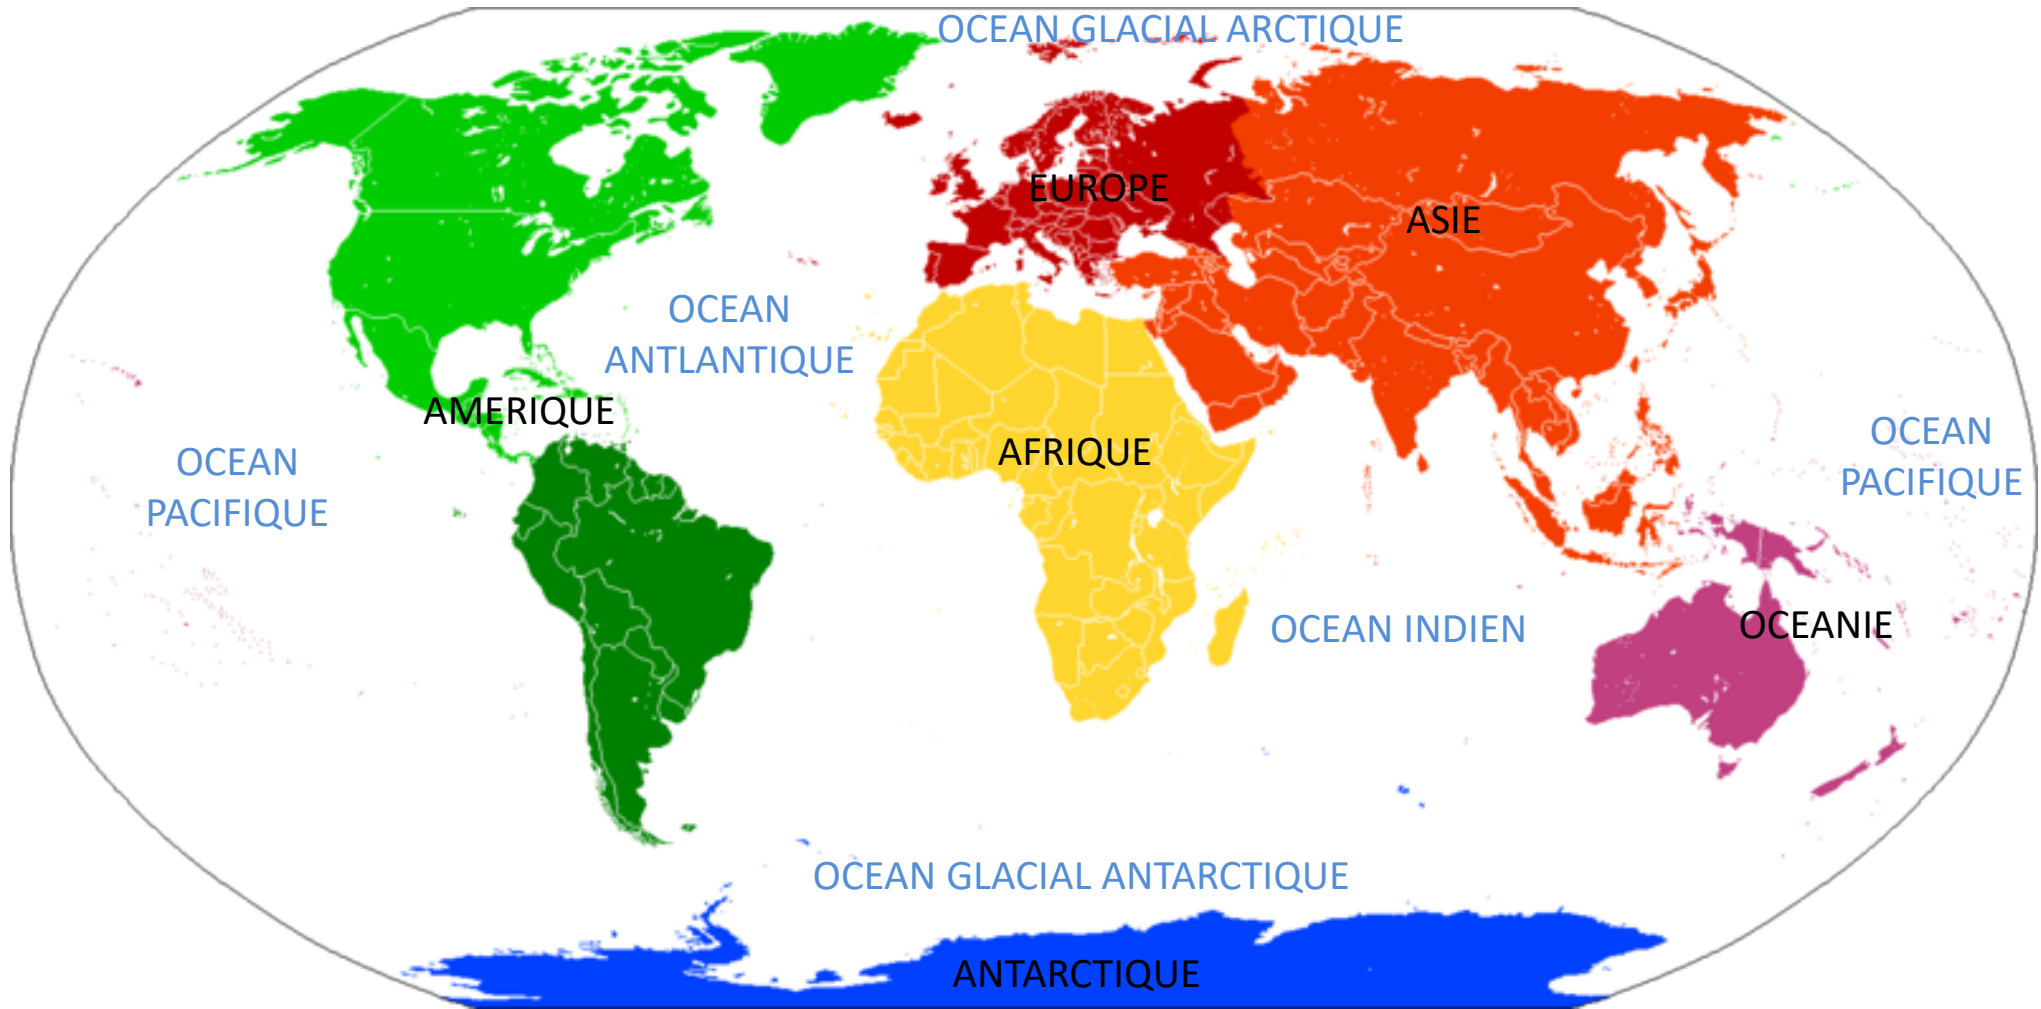 OCEAN GLACIAL ARCTIQUE
EUROPE
ASIE
OCEAN
ANTLANTIQUE
AMERIQUE
AFRIQUE
OCEAN
PACIFIQUE
OCEAN
PACIFIQUE
OCEAN INDIEN
OCEANIE
OCEAN GLACIAL ANTARCTIQUE
ANTARCTIQUE